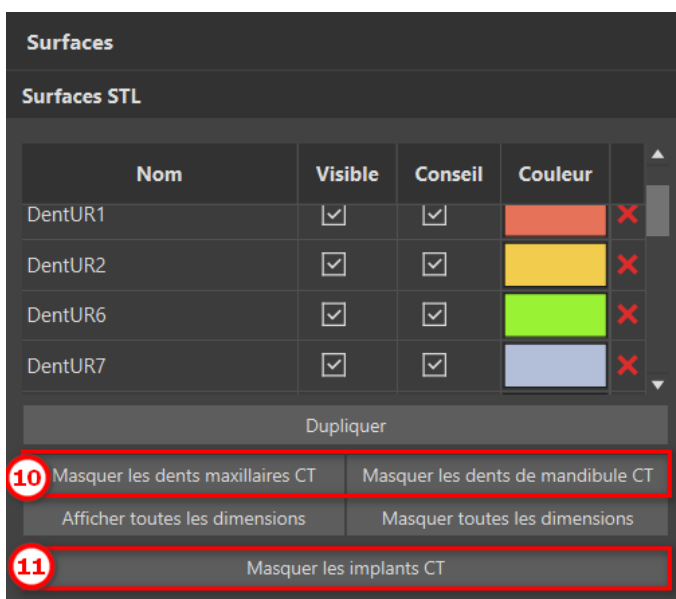 Surfaces
Surfaces STL
Nom Visible Conseil Couleur
DentUR1
DentUR2
DentUR6
DentUR7
Dupliquer
10 Masquer les dents maxillaires CT Masquer les dents de mandibule CT
Afficher toutes les dimensions Masquer toutes les dimensions
11 Masquer les implants CT